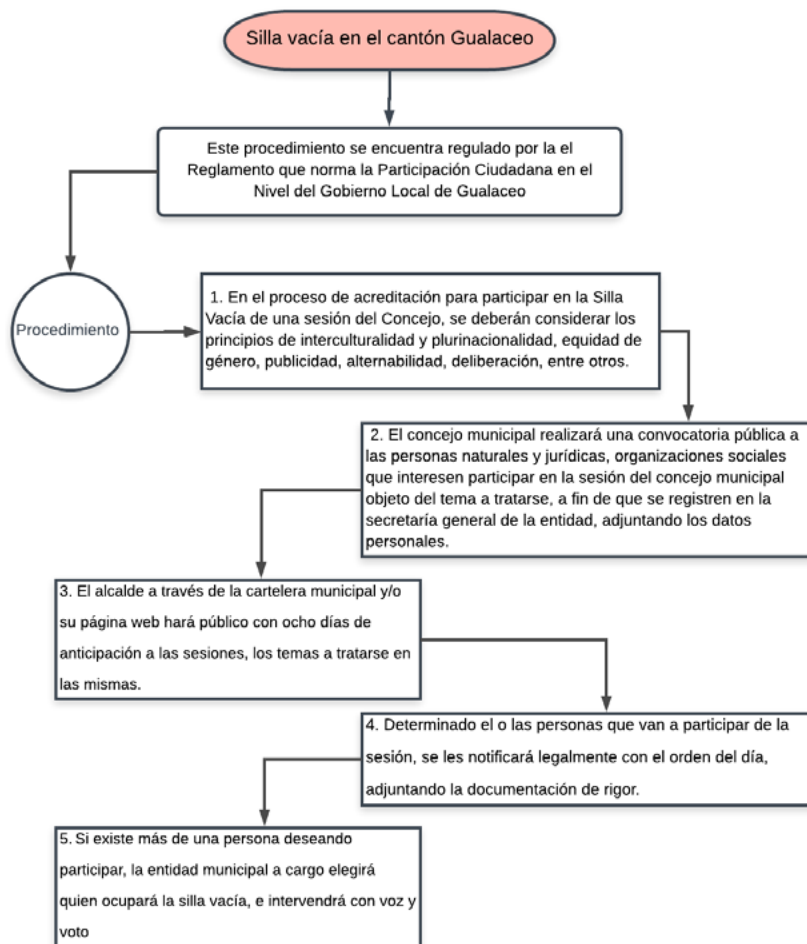 Silla vacía en el cantón Gualaceo
Este procedimiento se encuentra regulado por la el
Reglamento que norma la Participación Ciudadana en el
Nivel del Gobierno Local de Gualaceo
Procedimiento
1. En el proceso de acreditación para participar en la Silla
Vacía de una sesión del Concejo, se deberán considerar los
principios de interculturalidad y plurinacionalidad, equidad de
género, publicidad, alternabilidad, deliberación, entre otros.
2. El concejo municipal realizará una convocatoria pública a
las personas naturales y jurídicas, organizaciones sociales
que interesen participar en la sesión del concejo municipal
objeto del tema a tratarse, a fin de que se registren en la
secretaría general de la entidad, adjuntando los datos
personales.
3. El alcalde a través de la cartelera municipal y/o
su página web hará público con ocho días de
anticipación a las sesiones, los temas a tratarse en
las mismas.
4. Determinado el o las personas que van a participar de la
sesión, se les notificará legalmente con el orden del día,
adjuntando la documentación de rigor.
5. Si existe más de una persona deseando
participar, la entidad municipal a cargo elegirá
quien ocupará la silla vacía, e intervendrá con voz y
voto